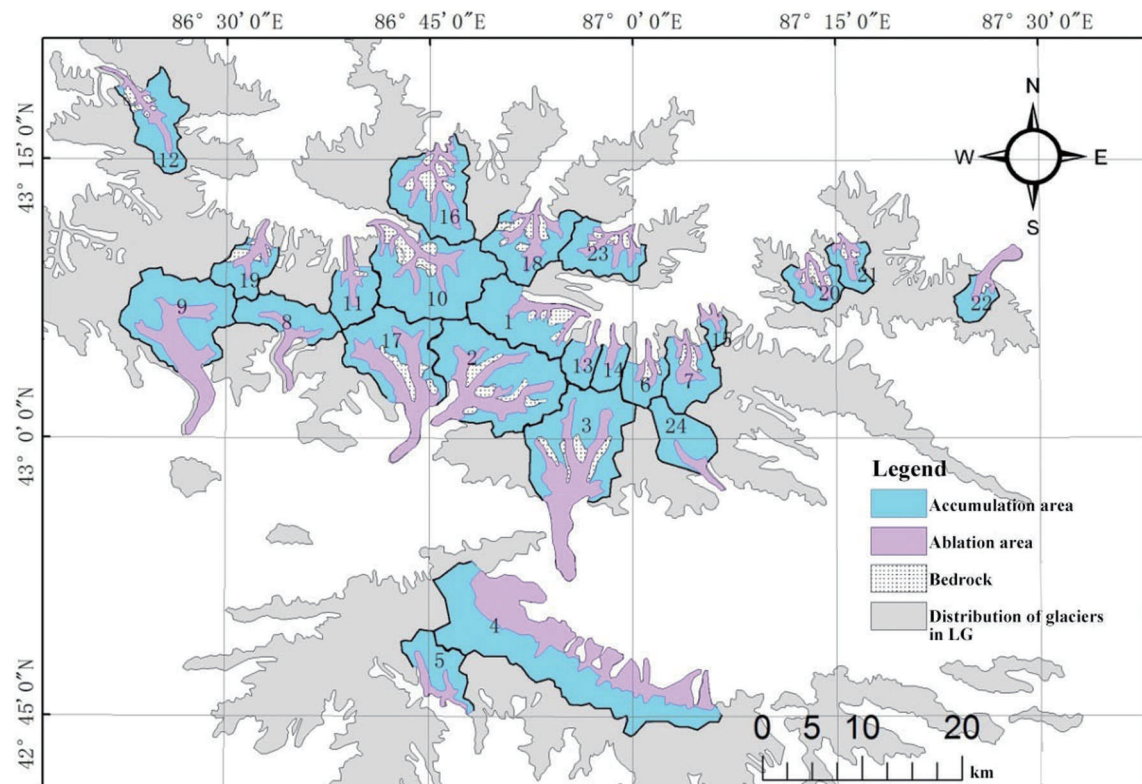 86° 30′ 0″E 86° 45′ 0″E 87° 0′ 0″E 87° 15′ 0″E 87° 30′ 0″E
43° 15′ 0″N
43° 0′ 0″N
42° 45′ 0″N
N
W E
S
12
16
18
23
19
11
10
9
8
1
17
2
13
14
6
7
15
3
24
20
21
22
4
5
Legend
Accumulation area
Ablation area
Bedrock
Distribution of glaciers
in LG
0 5 10 20
km